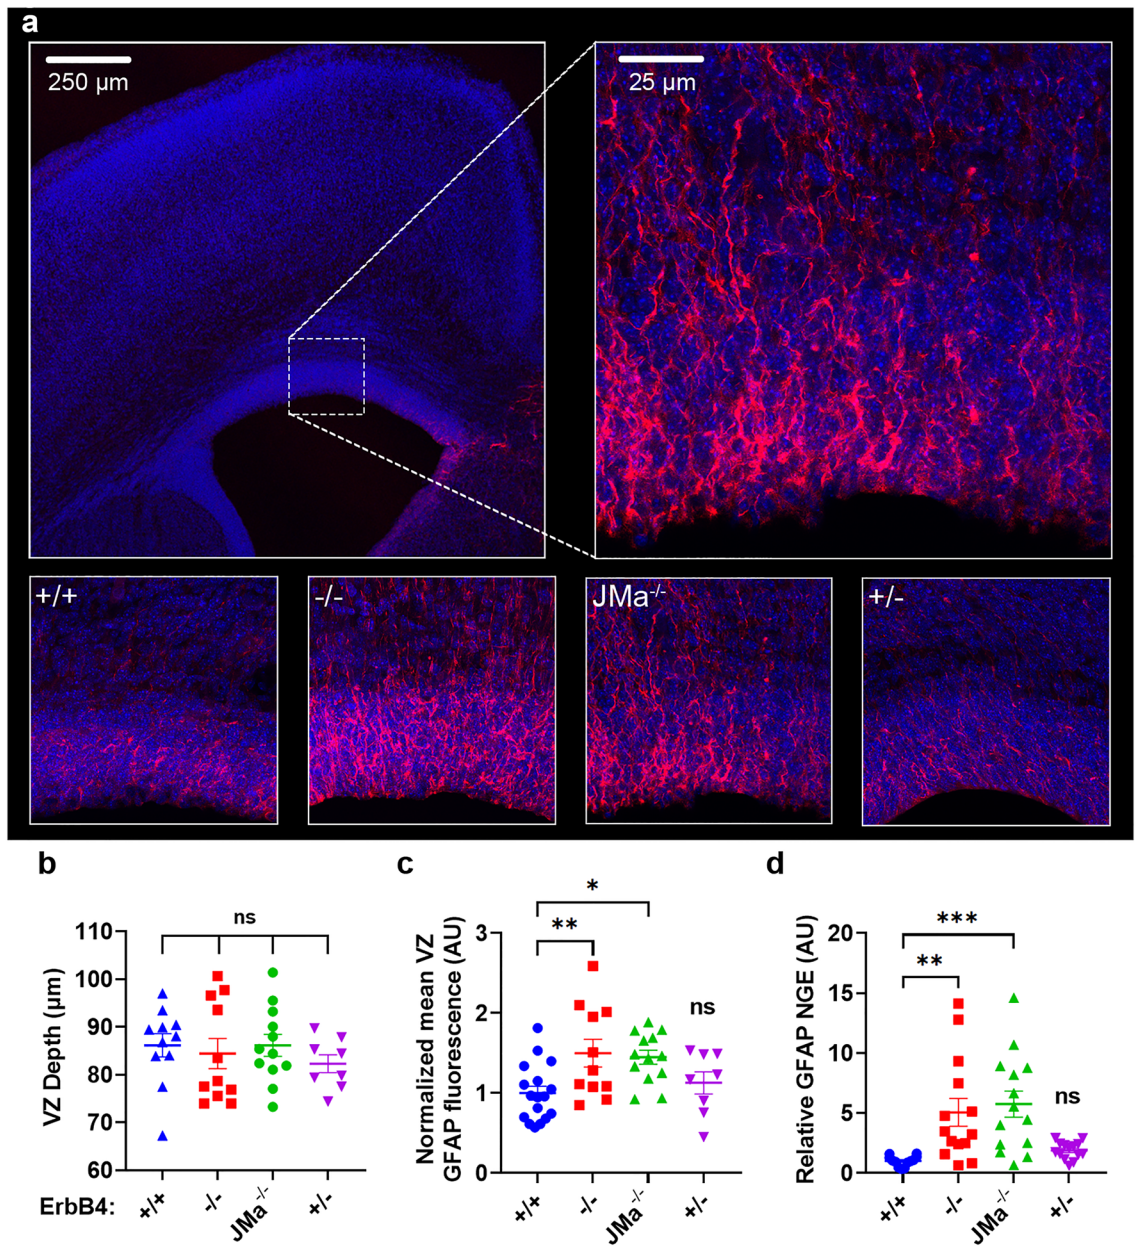 a
250 µm
25 µm
+/+
-/-
JMa-/-
+/-
b
c
d
VZ Depth (µm)
110
100
90
80
70
60
ns
ErbB4:
+/+
-/-
JMa-/-
+/-
Normalized mean VZ
GFAP fluorescence (AU)
3
2
1
0
*
**
ns
+/+
-/-
JMa-/-
+/-
Relative GFAP NGE (AU)
20
15
10
5
0
***
**
ns
+/+
-/-
JMa-/-
+/-